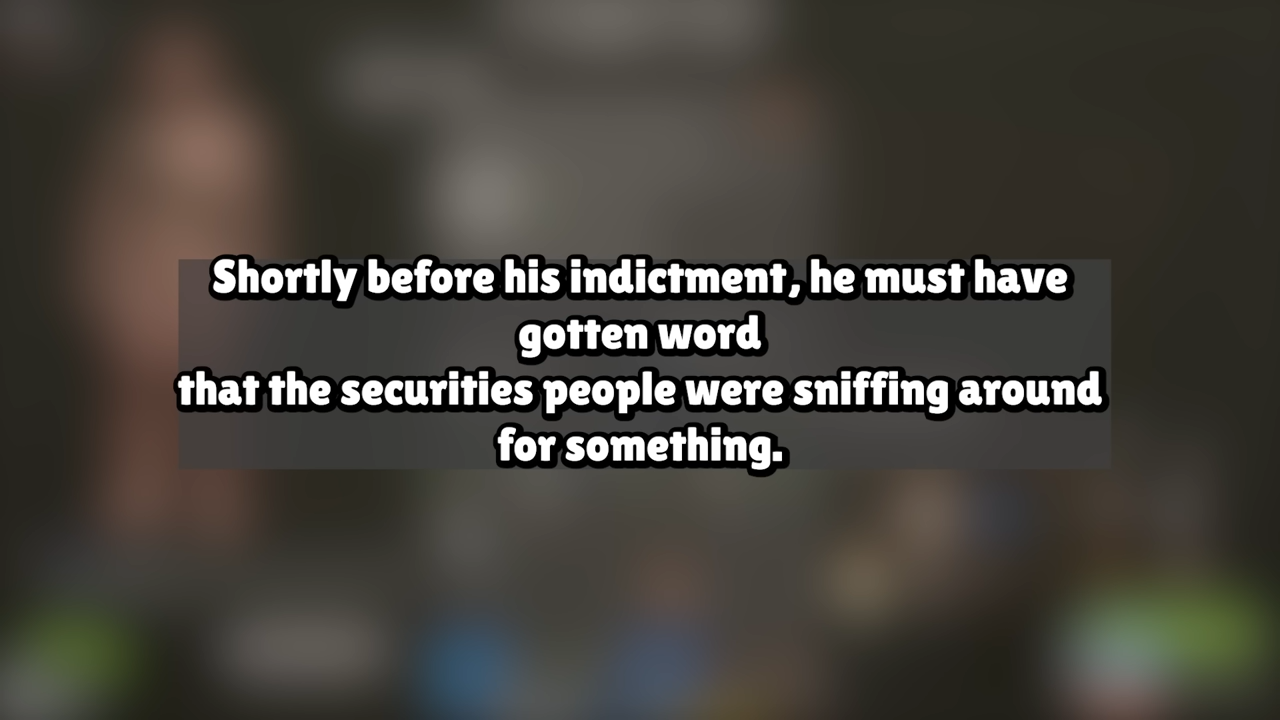 Shortly before his indictment, he must have
gotten word
that the securities people were sniffing around
for something.